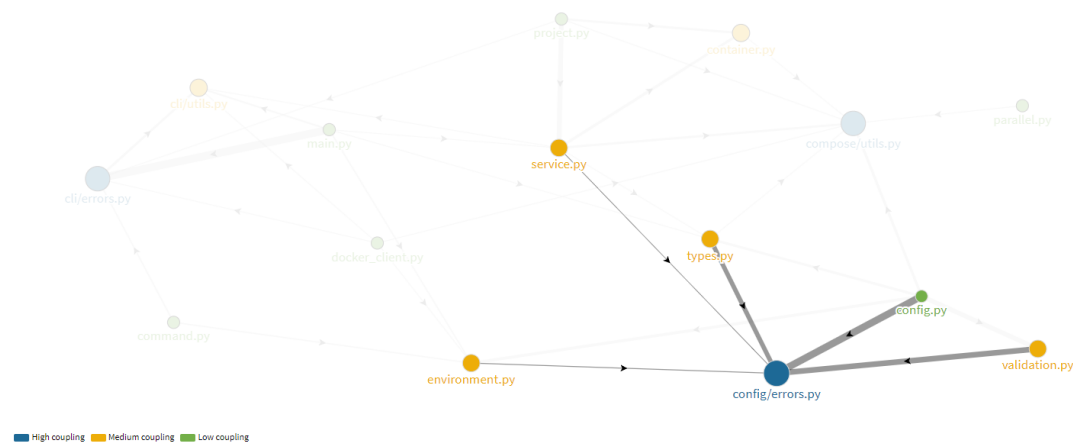 project.py
container.py
cli/utils.py
parallel.py
main.py
compose/utils.py
service.py
cli/errors.py
types.py
docker_client.py
config.py
command.py
validation.py
environment.py
config/errors.py
High coupling Medium coupling Low coupling